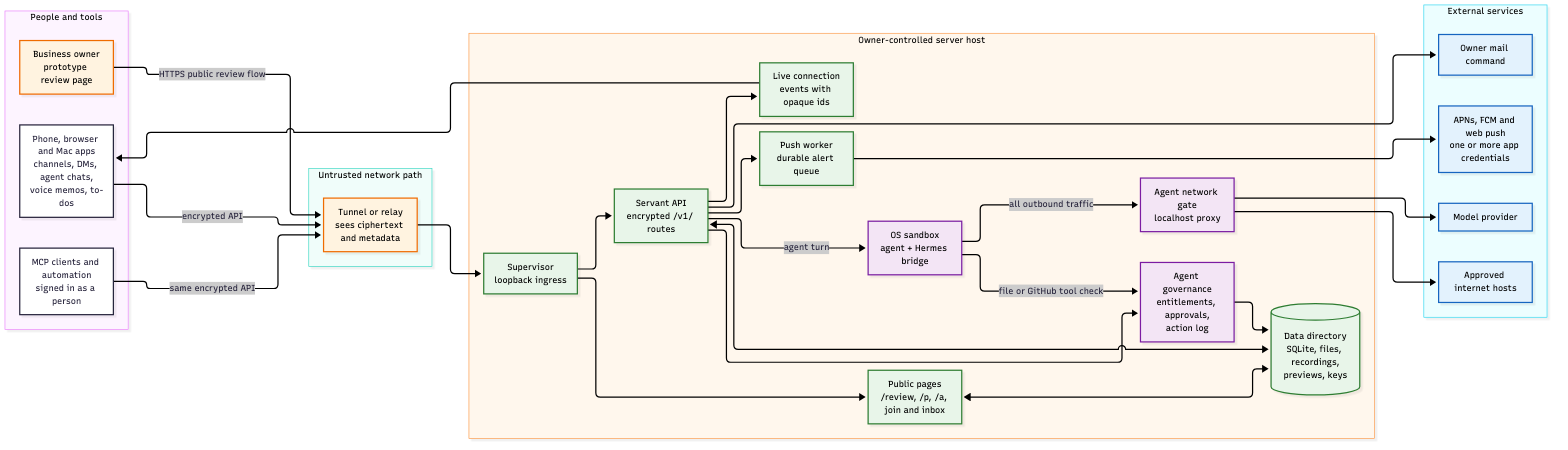 People and tools
Business owner
prototype
review page
Phone, browser
and Mac apps
channels, DMs,
agent chats,
voice memos, to-
dos
MCP clients and
automation
signed in as a
person
HTTPS public review flow
encrypted API
same encrypted API
Untrusted network path
Tunnel or relay
sees ciphertext
and metadata
Owner-controlled server host
Supervisor
loopback ingress
Servant API
encrypted /v1/
routes
Live connection
events with
opaque ids
Push worker
durable alert
queue
agent turn
OS sandbox
agent + Hermes
bridge
Public pages
/review, /p, /a,
join and inbox
all outbound traffic
file or GitHub tool check
Agent network
gate
localhost proxy
Agent
governance
entitlements,
approvals,
action log
Data directory
SQLite, files,
recordings,
previews, keys
External services
Owner mail
command
APNs, FCM and
web push
one or more app
credentials
Model provider
Approved
internet hosts